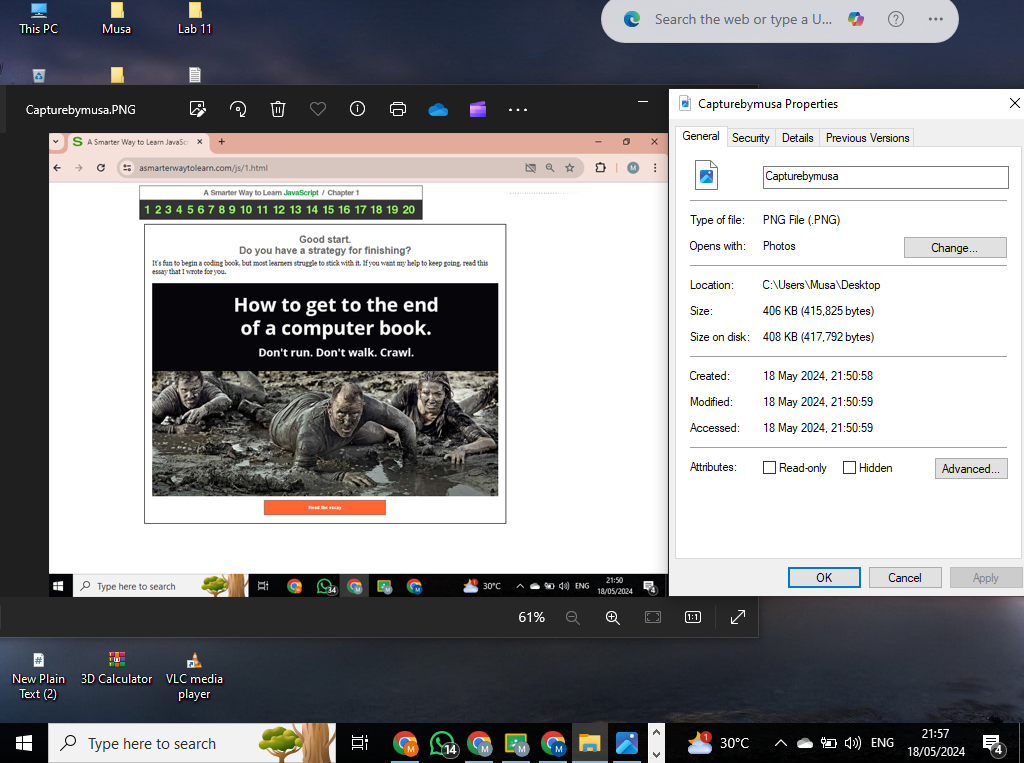 This PC
Musa
Lab 11
Search the web or type a U...
Capturebymusa.PNG
A Smarter Way to Learn JavaSc
asmarterwaytolearn.com/js/1.html
M
A Smarter Way to Learn JavaScript / Chapter 1
1 2 3 4 5 6 7 8 9 10 11 12 13 14 15 16 17 18 19 20
Good start.
Do you have a strategy for finishing?
It's fun to begin a coding book, but most learners struggle to stick with it. If you want my help to keep going, read this
essay that I wrote for you.
How to get to the end
of a computer book.
Don't run. Don't walk. Crawl.
Read the essay
Type here to search
34
30°C
ENG
21:50
18/05/2024
4
61%
1:1
Capturebymusa Properties
General
Security
Details
Previous Versions
Capturebymusa
Type of file: PNG File (.PNG)
Opens with: Photos
Change...
Location: C:\Users\Musa\Desktop
Size: 406 KB (415,825 bytes)
Size on disk: 408 KB (417,792 bytes)
Created: 18 May 2024, 21:50:58
Modified: 18 May 2024, 21:50:59
Accessed: 18 May 2024, 21:50:59
Attributes: Read-only Hidden Advanced...
OK
Cancel
Apply
New Plain
Text (2)
3D Calculator
VLC media
player
Type here to search
M
14
M
M
M
1
30°C
ENG
21:57
18/05/2024
4